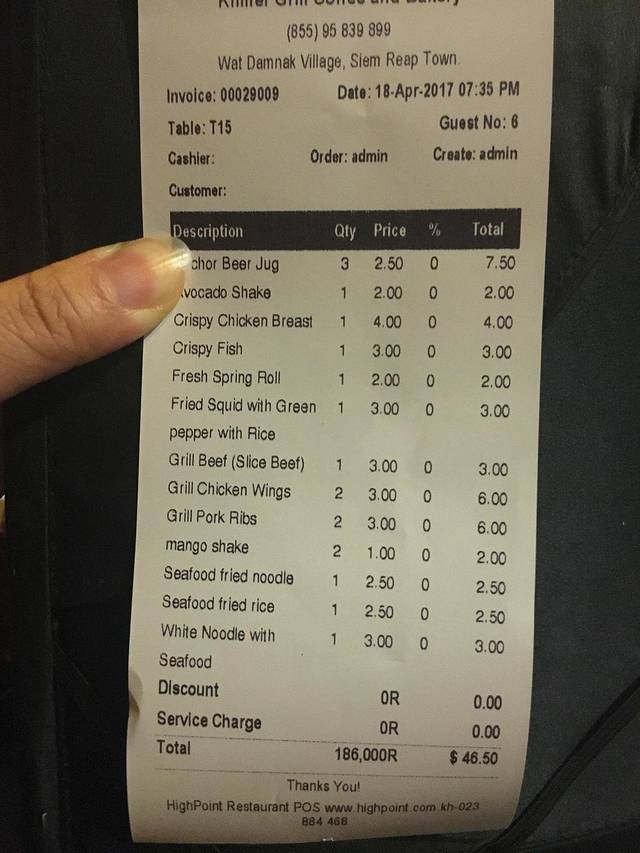 Khmer Grill Coffee and Bakery
(855) 95 839 899
Wat Damnak Village, Siem Reap Town.
Invoice: 00029009 Date: 18-Apr-2017 07:35 PM
Table: T15 Guest No: 6
Cashier: Order: admin Create: admin
Customer:
Description Qty Price % Total
chor Beer Jug 3 2.50 0 7.50
vocado Shake 1 2.00 0 2.00
Crispy Chicken Breast 1 4.00 0 4.00
Crispy Fish 1 3.00 0 3.00
Fresh Spring Roll 1 2.00 0 2.00
Fried Squid with Green 1 3.00 0 3.00
pepper with Rice
Grill Beef (Slice Beef) 1 3.00 0 3.00
Grill Chicken Wings 2 3.00 0 6.00
Grill Pork Ribs 2 3.00 0 6.00
mango shake 2 1.00 0 2.00
Seafood fried noodle 1 2.50 0 2.50
Seafood fried rice 1 2.50 0 2.50
White Noodle with 1 3.00 0 3.00
Seafood
Discount 0R 0.00
Service Charge 0R 0.00
Total 186,000R $ 46.50
Thanks You!
HighPoint Restaurant POS www.highpoint.com.kh-023
884 468